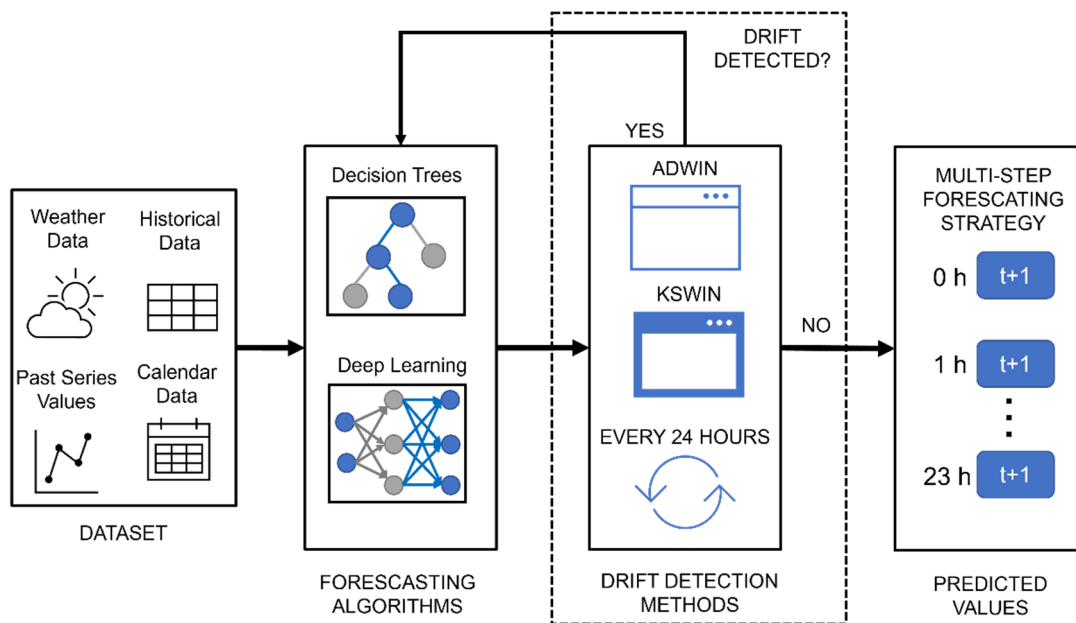 DRIFT
DETECTED?
YES
Weather
Data
Historical
Data
Past Series
Values
Calendar
Data
DATASET
Decision Trees
Deep Learning
FORESCASTING
ALGORITHMS
ADWIN
KSWIN
EVERY 24 HOURS
DRIFT DETECTION
METHODS
NO
MULTI-STEP
FORESCATING
STRATEGY
0 h t+1
1 h t+1
23 h t+1
PREDICTED
VALUES